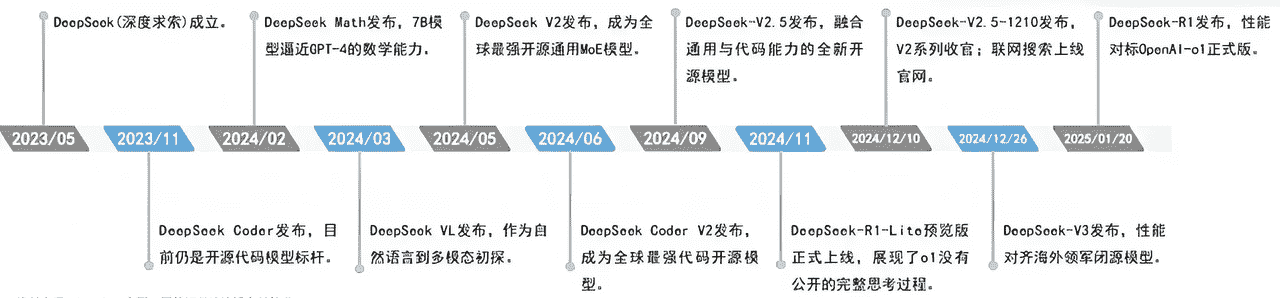 DeepSeek(深度求索)成立。
DeepSeek Math发布，7B模
型逼近GPT-4的数学能力。
DeepSeek V2发布，成为全
球最强开源通用MoE模型。
DeepSeek-V2.5发布，融合
通用与代码能力的全新开
源模型。
DeepSeek-V2.5-1210发布，
V2系列收官；联网搜索上线
官网。
DeepSeek-R1发布，性能
对标OpenAI-o1正式版。
2023/05
2023/11
2024/02
2024/03
2024/05
2024/06
2024/09
2024/11
2024/12/10
2024/12/26
2025/01/20
DeepSeek Coder发布，目
前仍是开源代码模型标杆。
DeepSeek VL发布，作为自
然语言到多模态初探。
DeepSeek Coder V2发布，
成为全球最强代码开源模
型。
DeepSeek-R1-Lite预览版
正式上线，展现了o1没有
公开的完整思考过程。
DeepSeek-V3发布，性能
对齐海外领军闭源模型。